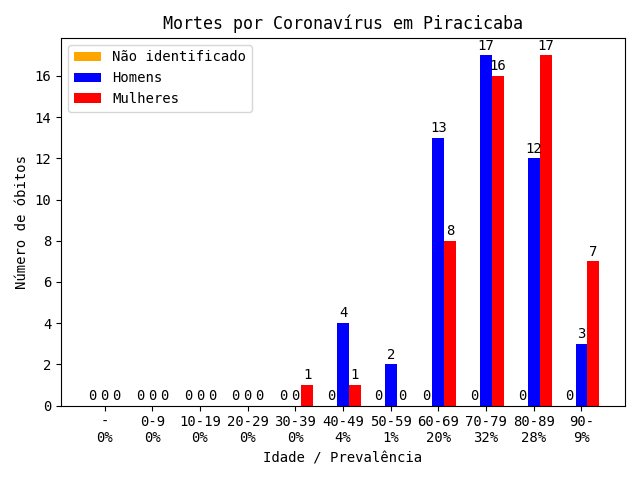 Mortes por Coronavírus em Piracicaba
Não identificado
Homens
Mulheres
Número de óbitos
16
14
12
10
8
6
4
2
0
0 0 0 0 0 0 0 0 0 0 0 0 0 0 1 0 4 1 0 2 0 0 13 8 0 17 16 0 12 17 0 3 7
- 0-9 10-19 20-29 30-39 40-49 50-59 60-69 70-79 80-89 90-
0% 0% 0% 0% 0% 4% 1% 20% 32% 28% 9%
Idade / Prevalência